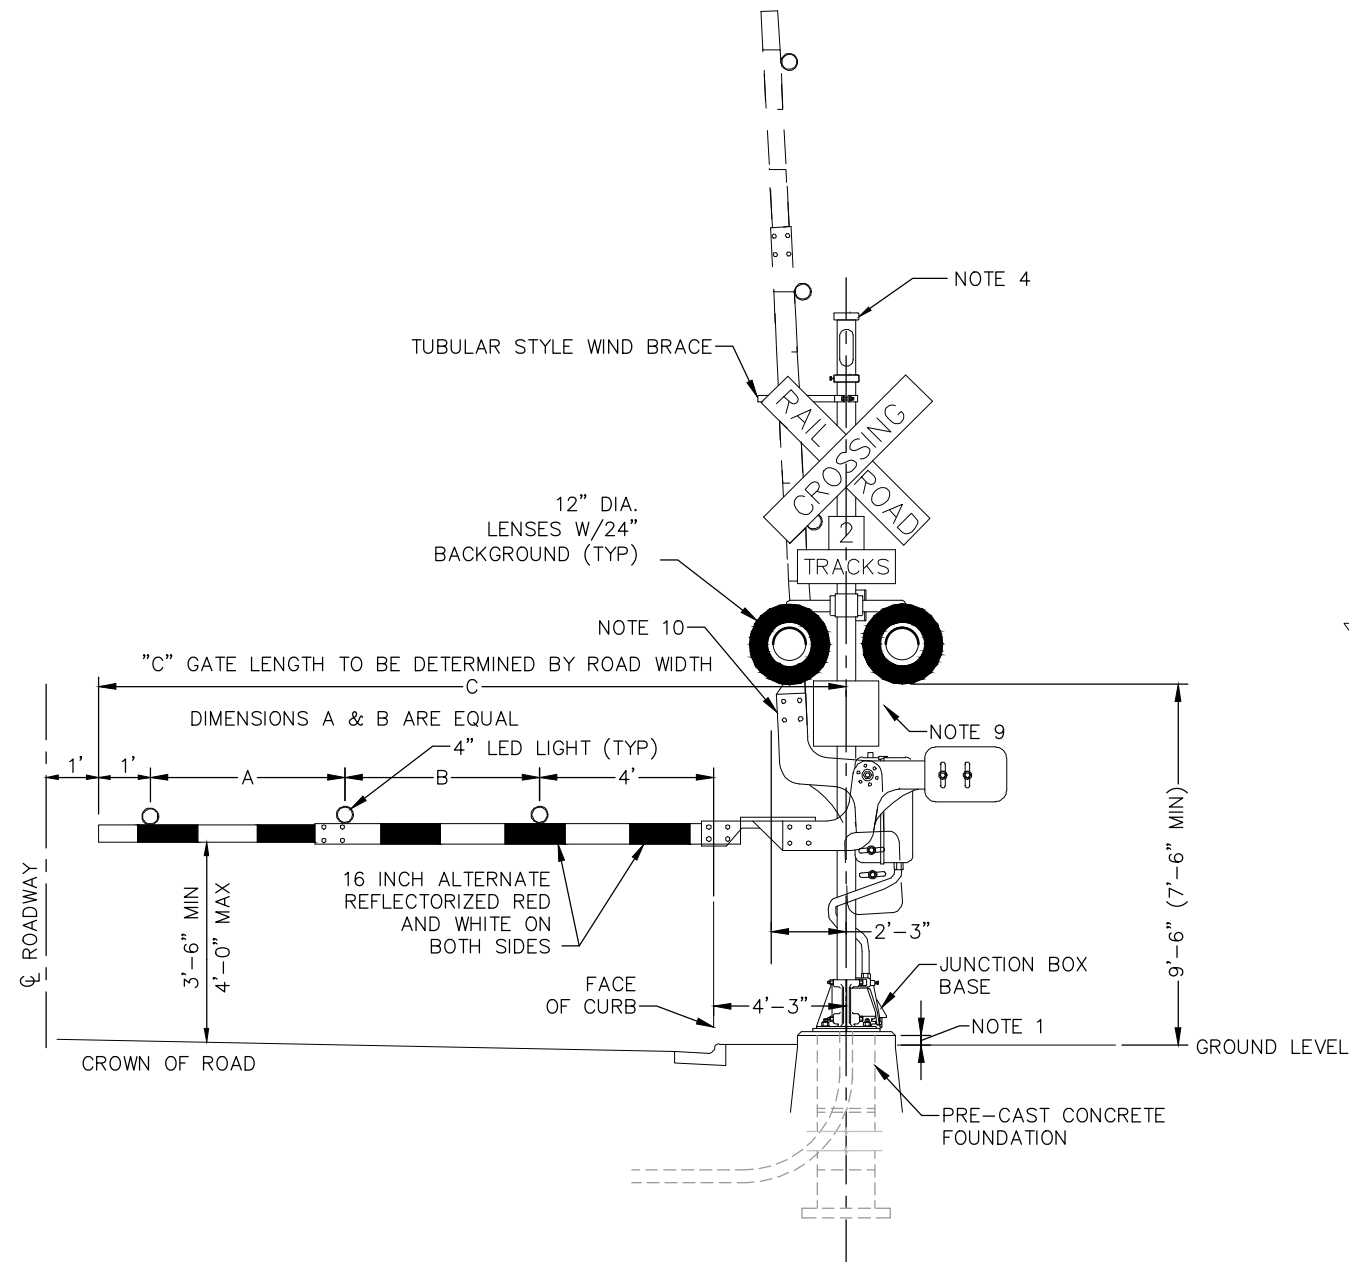 NOTE 4
TUBULAR STYLE WIND BRACE
RAIL
ROAD
CROSSING
12" DIA.
LENSES W/24"
BACKGROUND (TYP)
2
TRACKS
NOTE 10
"C" GATE LENGTH TO BE DETERMINED BY ROAD WIDTH
C
DIMENSIONS A & B ARE EQUAL
NOTE 9
4" LED LIGHT (TYP)
1'
1'
A
B
4'
16 INCH ALTERNATE
REFLECTORIZED RED
AND WHITE ON
BOTH SIDES
3'-6" MIN
4'-0" MAX
℄ ROADWAY
2'-3"
9'-6" (7'-6" MIN)
JUNCTION BOX
BASE
FACE
OF CURB
4'-3"
NOTE 1
GROUND LEVEL
CROWN OF ROAD
PRE-CAST CONCRETE
FOUNDATION